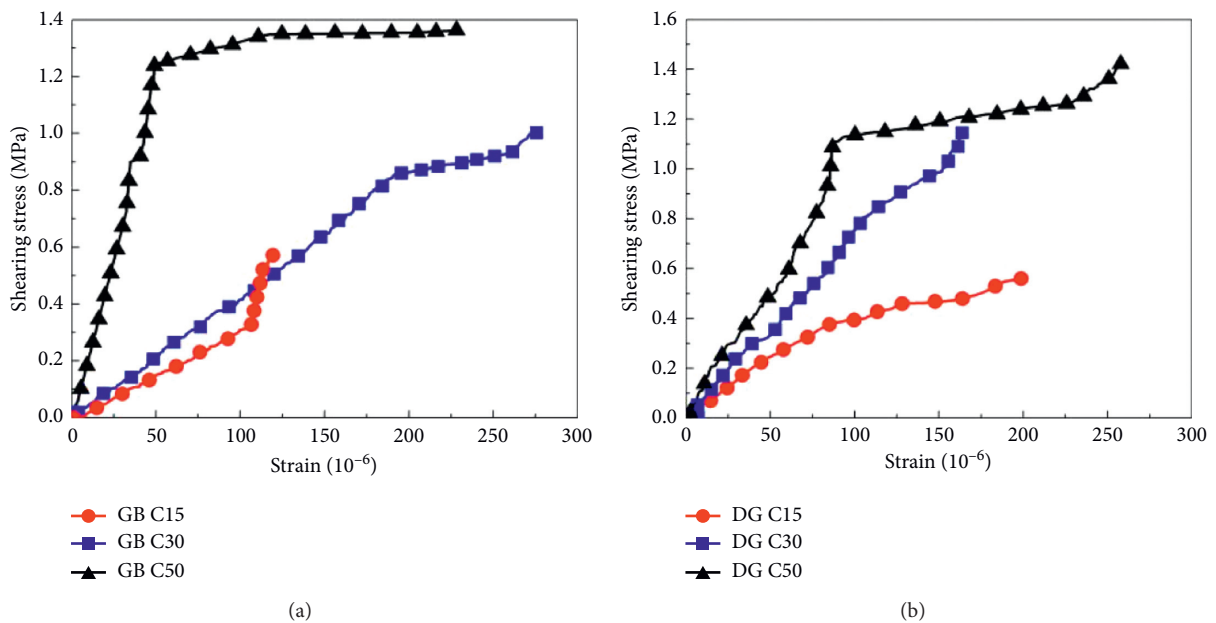 1.4
1.2
1.0
0.8
0.6
0.4
0.2
0.0
Shearing stress (MPa)
0 50 100 150 200 250 300
Strain (10⁻⁶)
GB C15
GB C30
GB C50
(a)
1.6
1.4
1.2
1.0
0.8
0.6
0.4
0.2
0.0
Shearing stress (MPa)
0 50 100 150 200 250 300
Strain (10⁻⁶)
DG C15
DG C30
DG C50
(b)